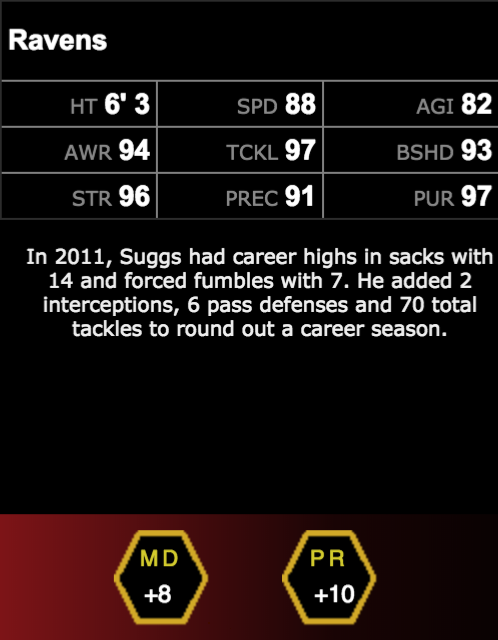 Ravens
HT 6' 3 SPD 88 AGI 82
AWR 94 TCKL 97 BSHD 93
STR 96 PREC 91 PUR 97
In 2011, Suggs had career highs in sacks with
14 and forced fumbles with 7. He added 2
interceptions, 6 pass defenses and 70 total
tackles to round out a career season.
MD PR
+8 +10